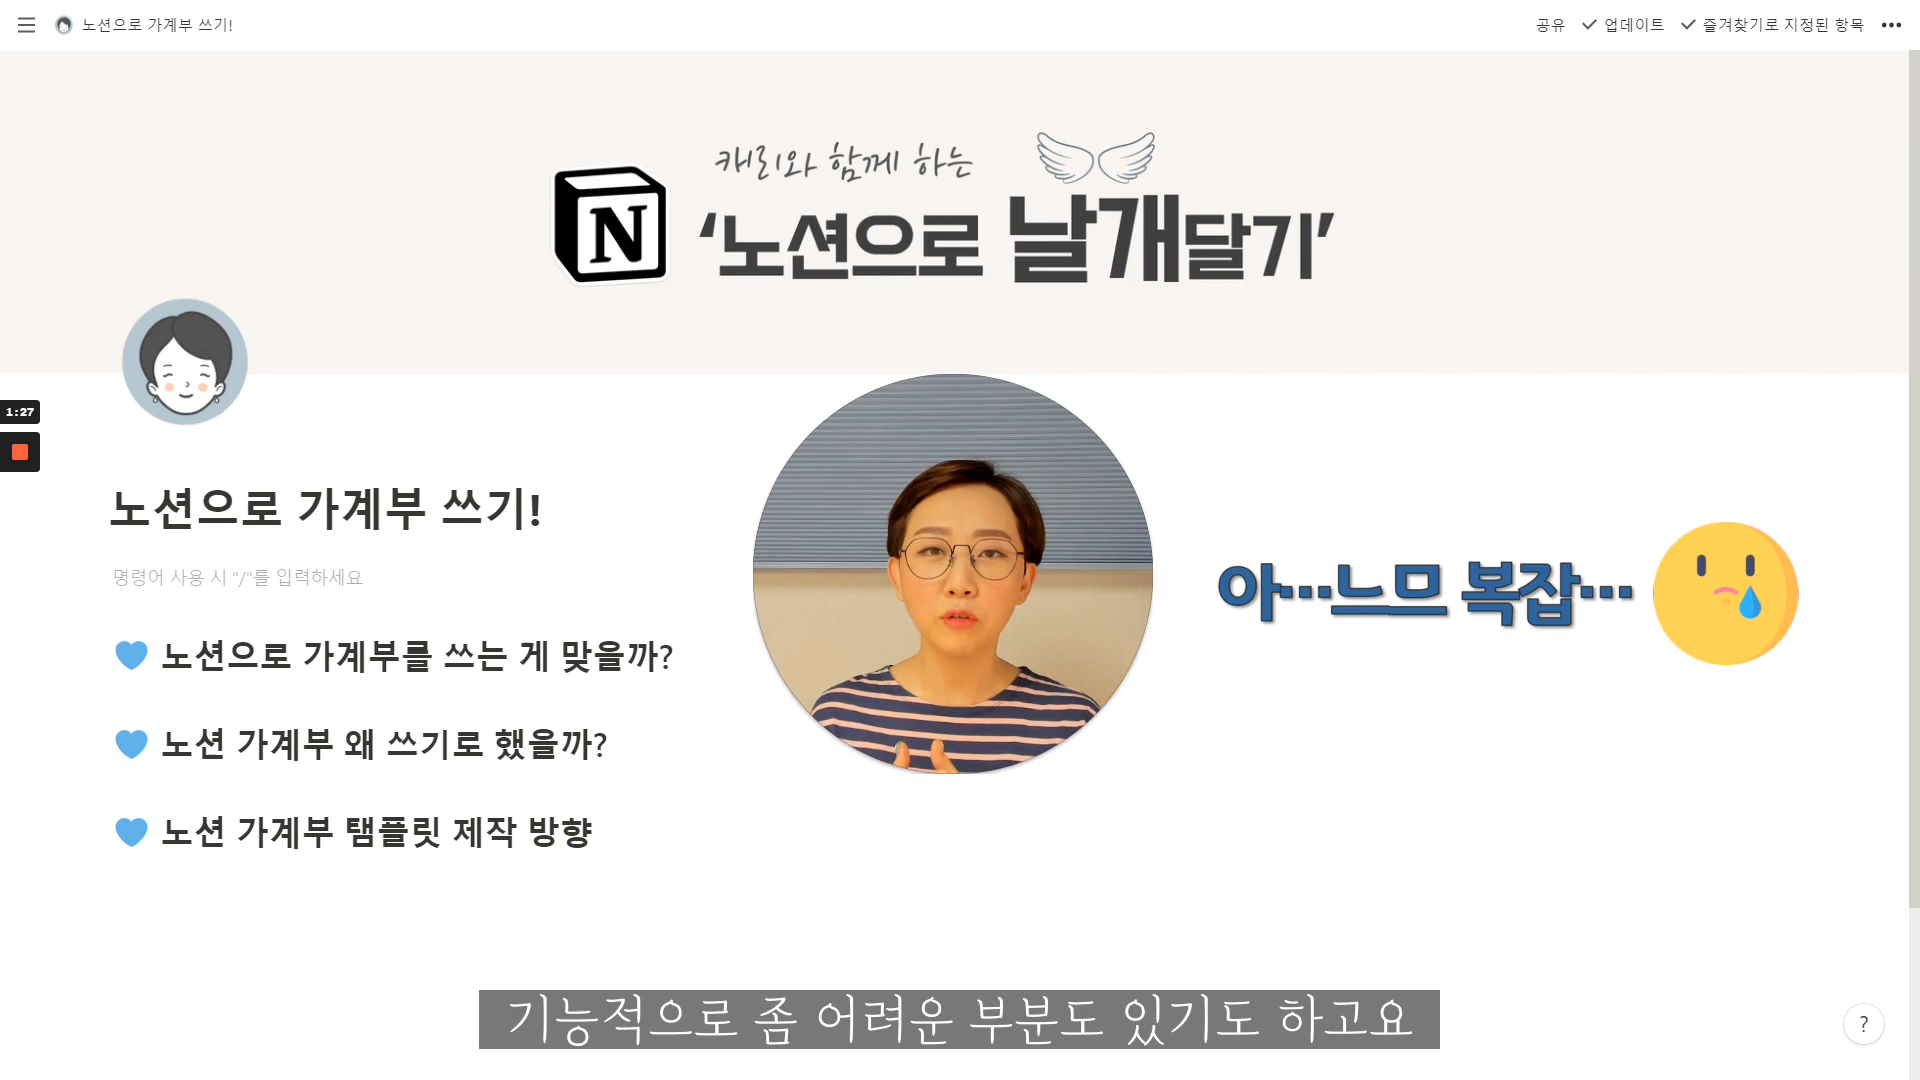 노션으로 가계부 쓰기!
공유
업데이트
즐겨찾기로 지정된 항목
캐리와 함께 하는
N
‘노션으로 날개달기’
1:27
노션으로 가계부 쓰기!
명령어 사용 시 "/"를 입력하세요
노션으로 가계부를 쓰는 게 맞을까?
노션 가계부 왜 쓰기로 했을까?
노션 가계부 탬플릿 제작 방향
아…느므 복잡…
기능적으로 좀 어려운 부분도 있기도 하고요
?